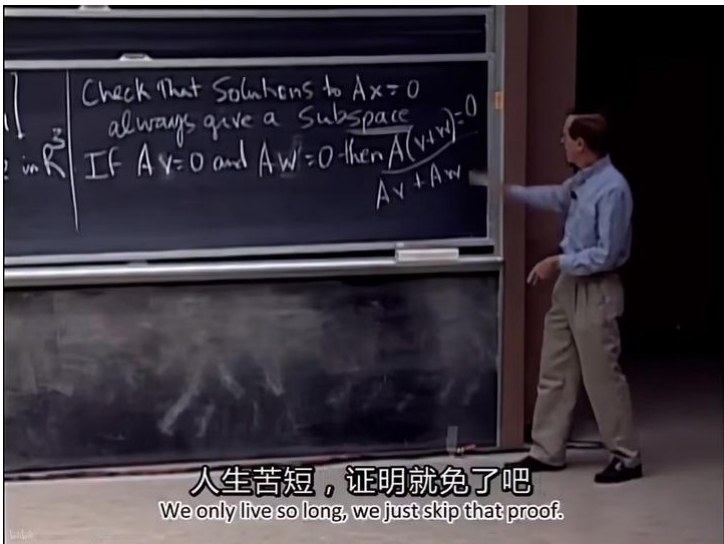 Check that Solutions to Ax=0
always give a Subspace
in R³ If Av=0 and Aw=0 then A(v+w)=0
Av + Aw
人生苦短，证明就免了吧
We only live so long, we just skip that proof.